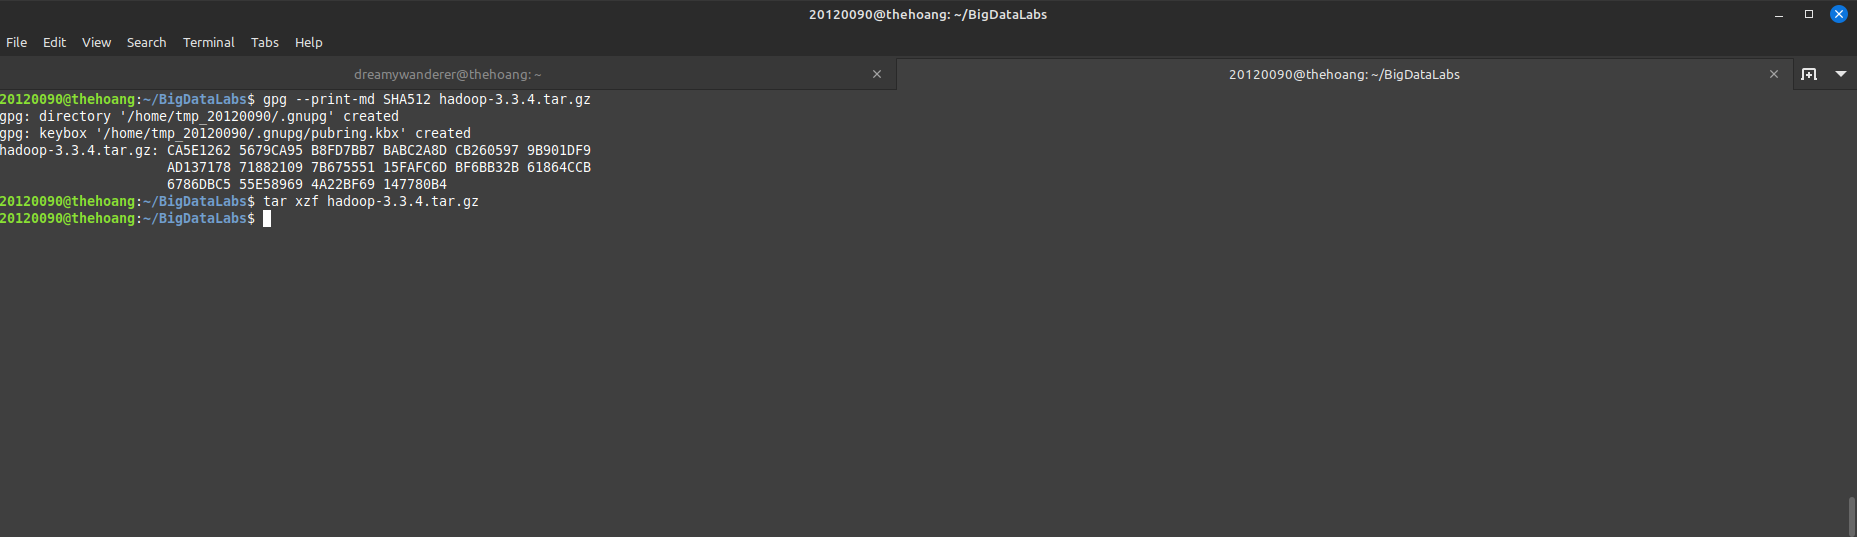 20120090@thehoang: ~/BigDataLabs
File Edit View Search Terminal Tabs Help
dreamywanderer@thehoang: ~
20120090@thehoang: ~/BigDataLabs
20120090@thehoang:~/BigDataLabs$ gpg --print-md SHA512 hadoop-3.3.4.tar.gz
gpg: directory '/home/tmp_20120090/.gnupg' created
gpg: keybox '/home/tmp_20120090/.gnupg/pubring.kbx' created
hadoop-3.3.4.tar.gz: CA5E1262 5679CA95 B8FD7BB7 BABC2A8D CB260597 9B901DF9
AD137178 71882109 7B675551 15FAFC6D BF6BB32B 61864CCB
6786DBC5 55E58969 4A22BF69 147780B4
20120090@thehoang:~/BigDataLabs$ tar xzf hadoop-3.3.4.tar.gz
20120090@thehoang:~/BigDataLabs$